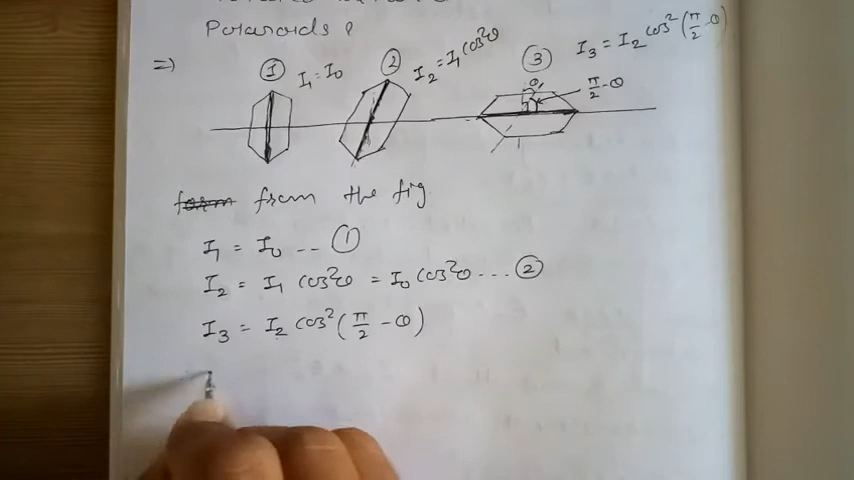 Polaroids ?
⇒ ① I₁ = I₀ ② I₂ = I₁ cos²θ ③ I₃ = I₂ cos²(π/2 - θ)
θ π/2 - θ
from the fig
I₁ = I₀ -- ①
I₂ = I₁ cos²θ = I₀ cos²θ --- ②
I₃ = I₂ cos²(π/2 - θ)